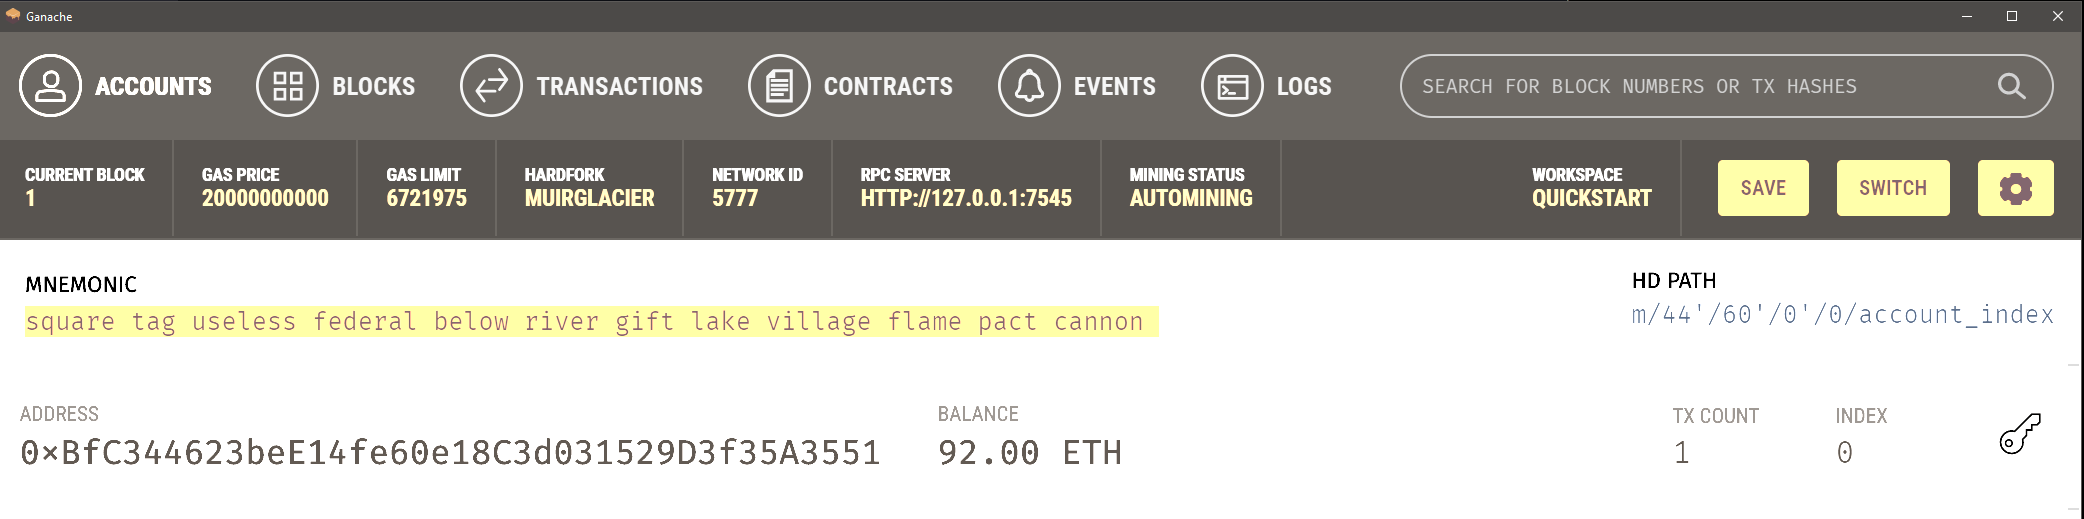 Ganache
ACCOUNTS BLOCKS TRANSACTIONS CONTRACTS EVENTS LOGS SEARCH FOR BLOCK NUMBERS OR TX HASHES
CURRENT BLOCK GAS PRICE GAS LIMIT HARDFORK NETWORK ID RPC SERVER MINING STATUS WORKSPACE
1 20000000000 6721975 MUIRGLACIER 5777 HTTP://127.0.0.1:7545 AUTOMINING QUICKSTART SAVE SWITCH
MNEMONIC HD PATH
square tag useless federal below river gift lake village flame pact cannon m/44'/60'/0'/0/account_index
ADDRESS BALANCE TX COUNT INDEX
0×BfC344623beE14fe60e18C3d031529D3f35A3551 92.00 ETH 1 0